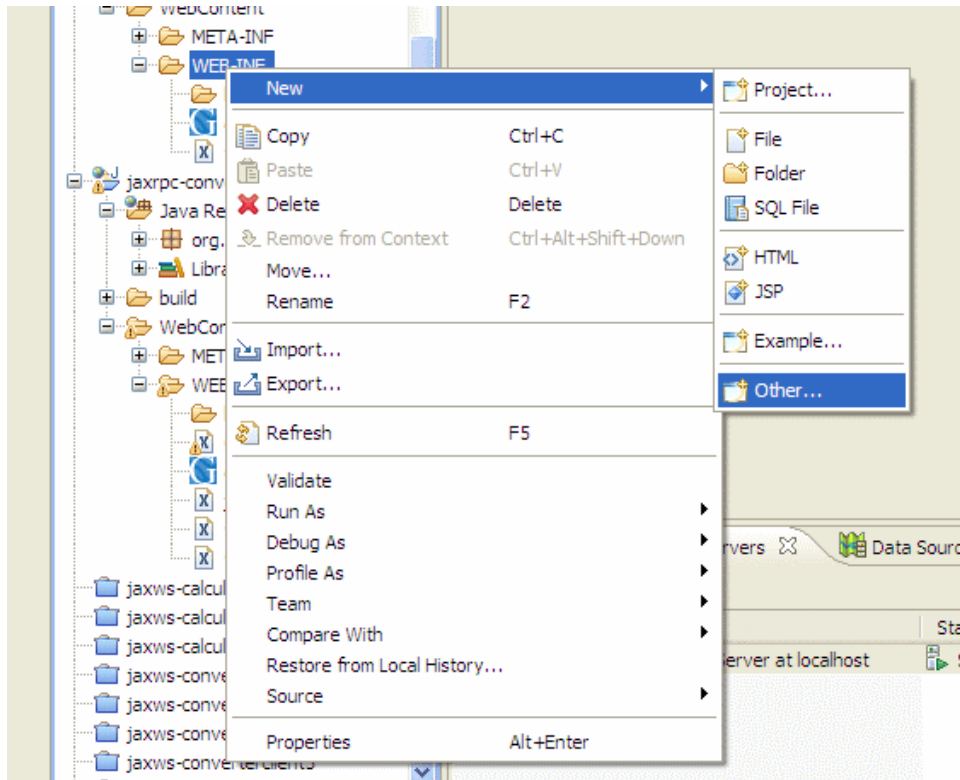 WebContent
META-INF
WEB-INF
jaxrpc-conv
Java Re
org.
Libra
build
WebCor
MET
WEB
jaxws-calcul
jaxws-calcul
jaxws-calcul
jaxws-conve
jaxws-conve
jaxws-conve
jaxws-converterclient3
New
Copy Ctrl+C
Paste Ctrl+V
Delete Delete
Remove from Context Ctrl+Alt+Shift+Down
Move...
Rename F2
Import...
Export...
Refresh F5
Validate
Run As
Debug As
Profile As
Team
Compare With
Restore from Local History...
Source
Properties Alt+Enter
Project...
File
Folder
SQL File
HTML
JSP
Example...
Other...
rvers Data Sourc
Sta
Server at localhost